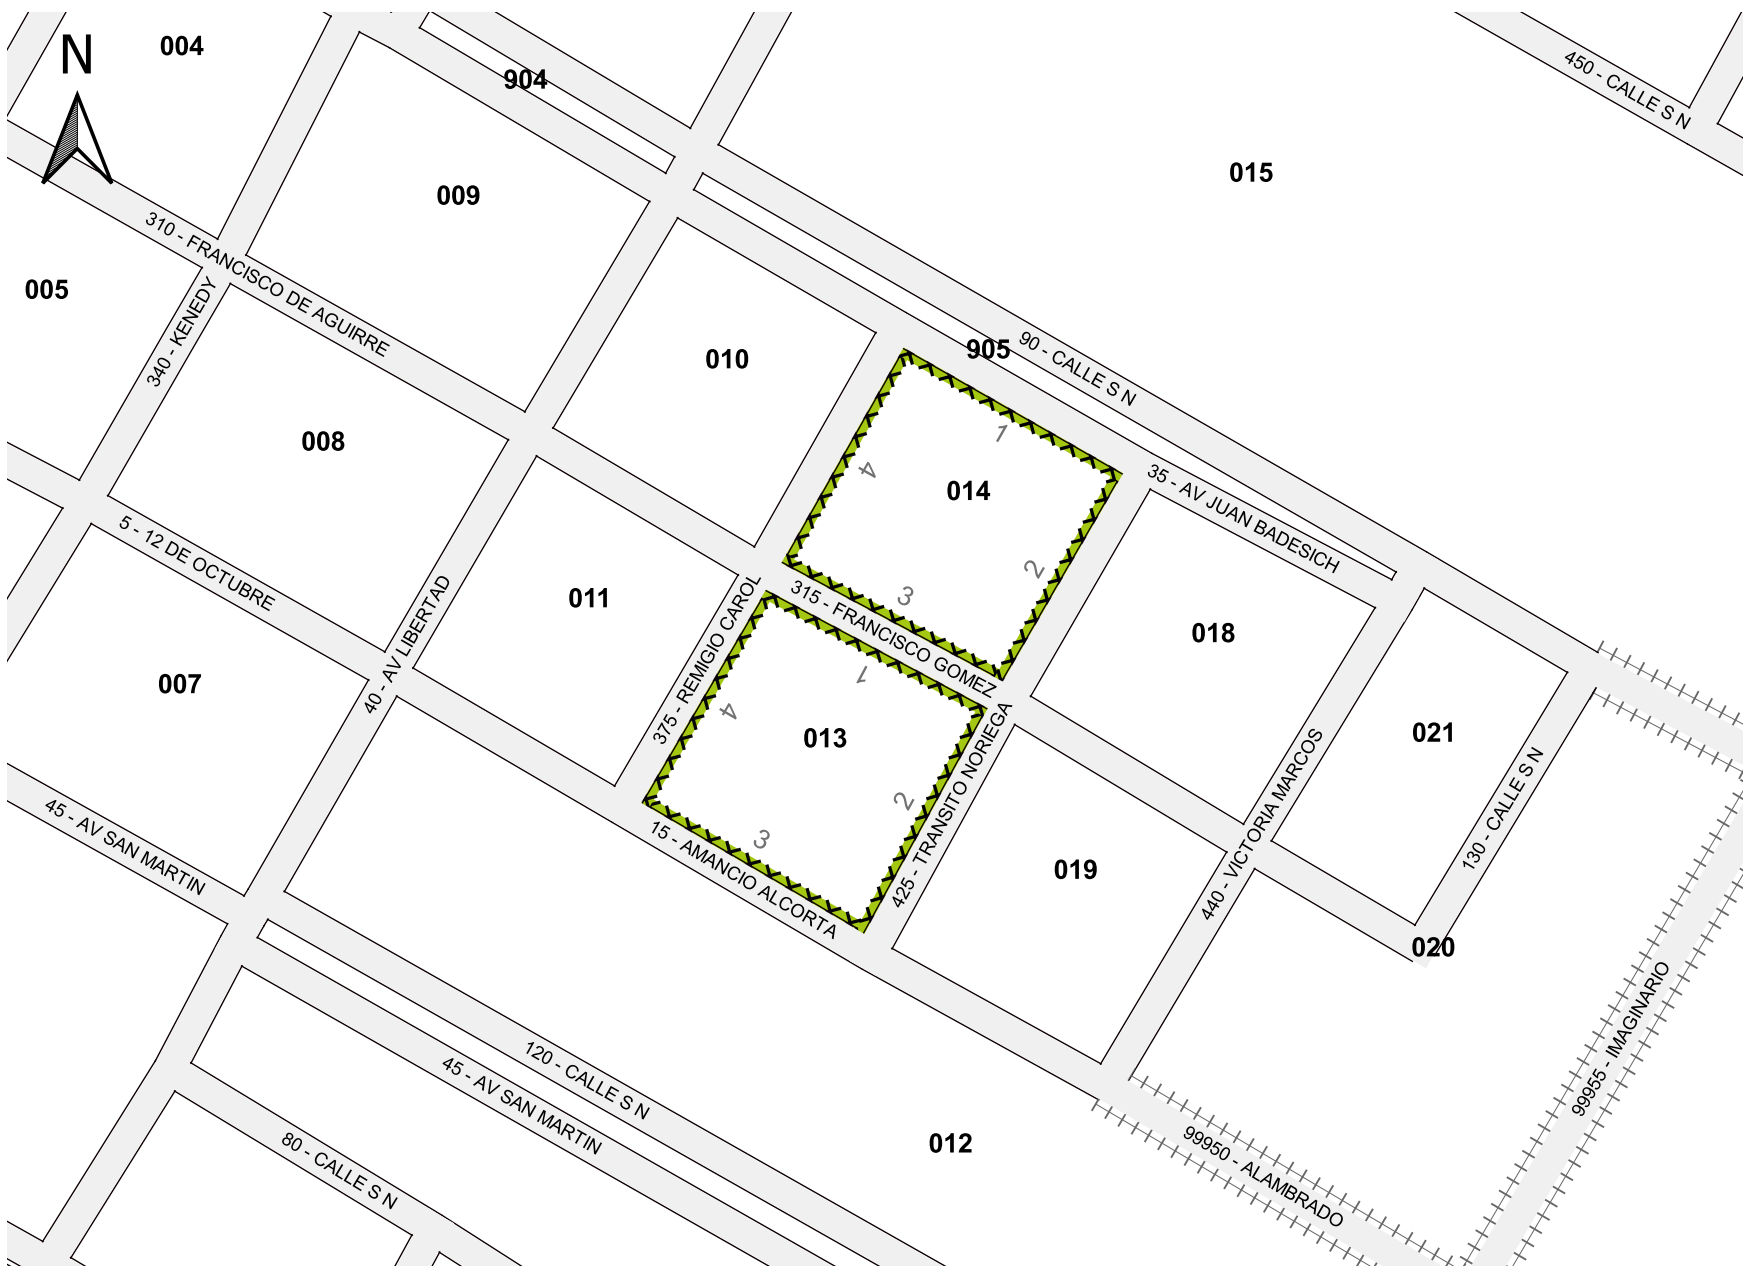 004
N
904
450 - CALLE S N
015
009
310 - FRANCISCO DE AGUIRRE
005
340 - KENEDY
010
905
90 - CALLE S N
008
1
4
014
2
3
35 - AV JUAN BADESICH
5 - 12 DE OCTUBRE
011
315 - FRANCISCO GOMEZ
018
40 - AV LIBERTAD
375 - REMIGIO CAROL
007
1
4
013
2
3
425 - TRANSITO NORIEGA
021
440 - VICTORIA MARCOS
130 - CALLE S N
45 - AV SAN MARTIN
15 - AMANCIO ALCORTA
019
020
99955 - IMAGINARIO
120 - CALLE S N
45 - AV SAN MARTIN
80 - CALLE S N
012
99950 - ALAMBRADO